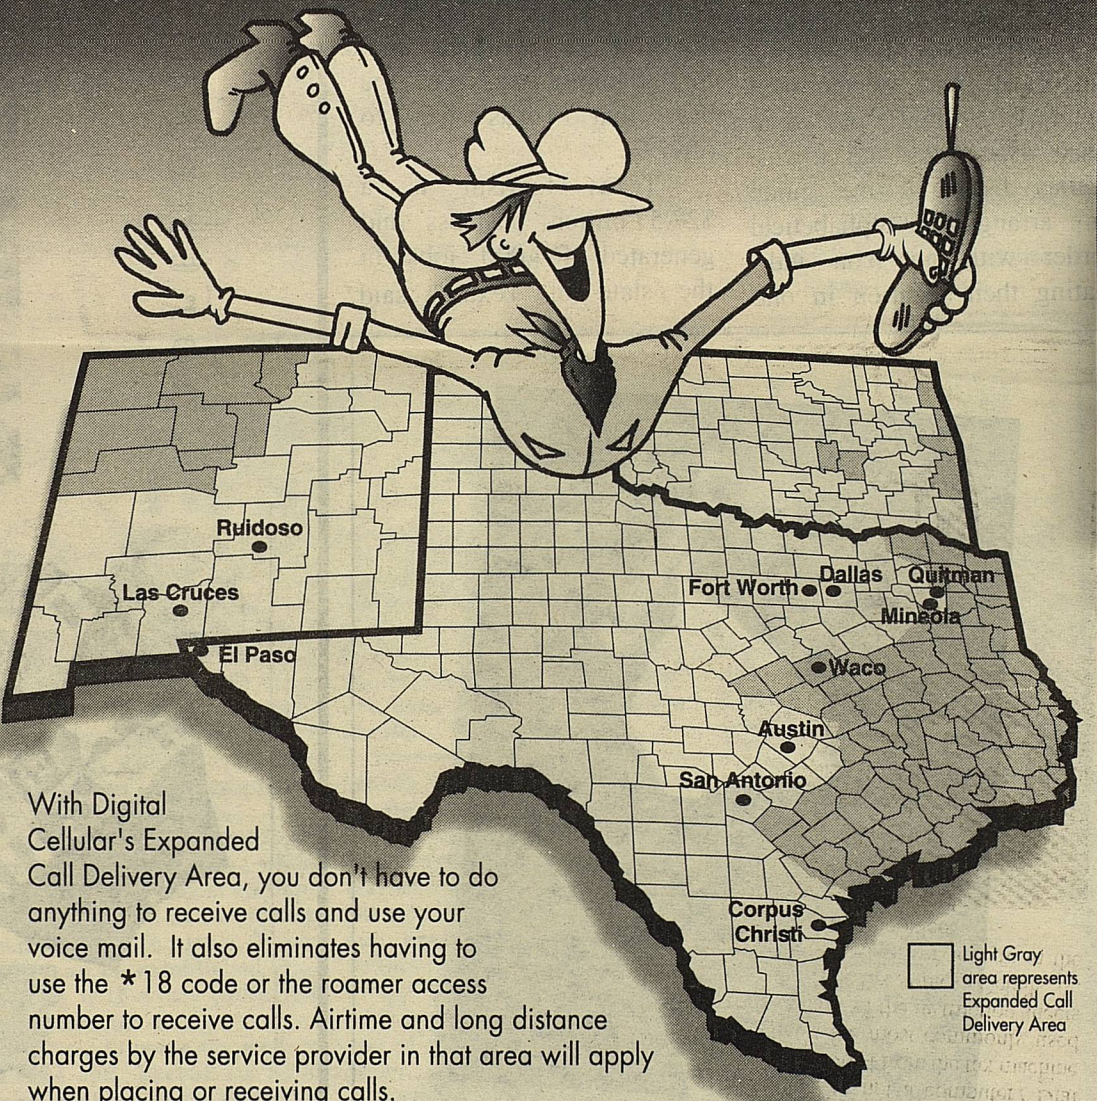 Ruidoso
Las Cruces
El Paso
Fort Worth
Dallas
Quitman
Mineola
Waco
Austin
San Antonio
Corpus
Christi
With Digital
Cellular's Expanded
Call Delivery Area, you don't have to do
anything to receive calls and use your
voice mail. It also eliminates having to
use the *18 code or the roamer access
number to receive calls. Airtime and long distance
charges by the service provider in that area will apply
when placing or receiving calls.
Light Gray
area represents
Expanded Call
Delivery Area